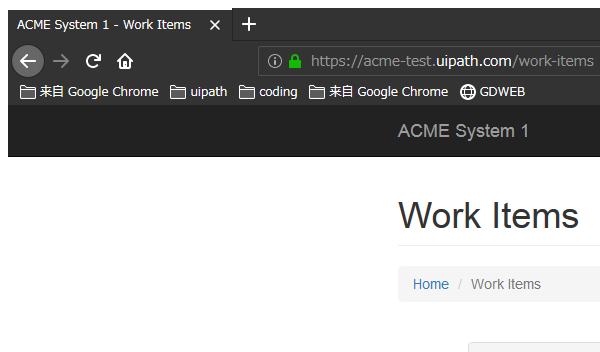 ACME System 1 - Work Items
https://acme-test.uipath.com/work-items
来自 Google Chrome uipath coding 来自 Google Chrome GDWEB
ACME System 1
Work Items
Home / Work Items